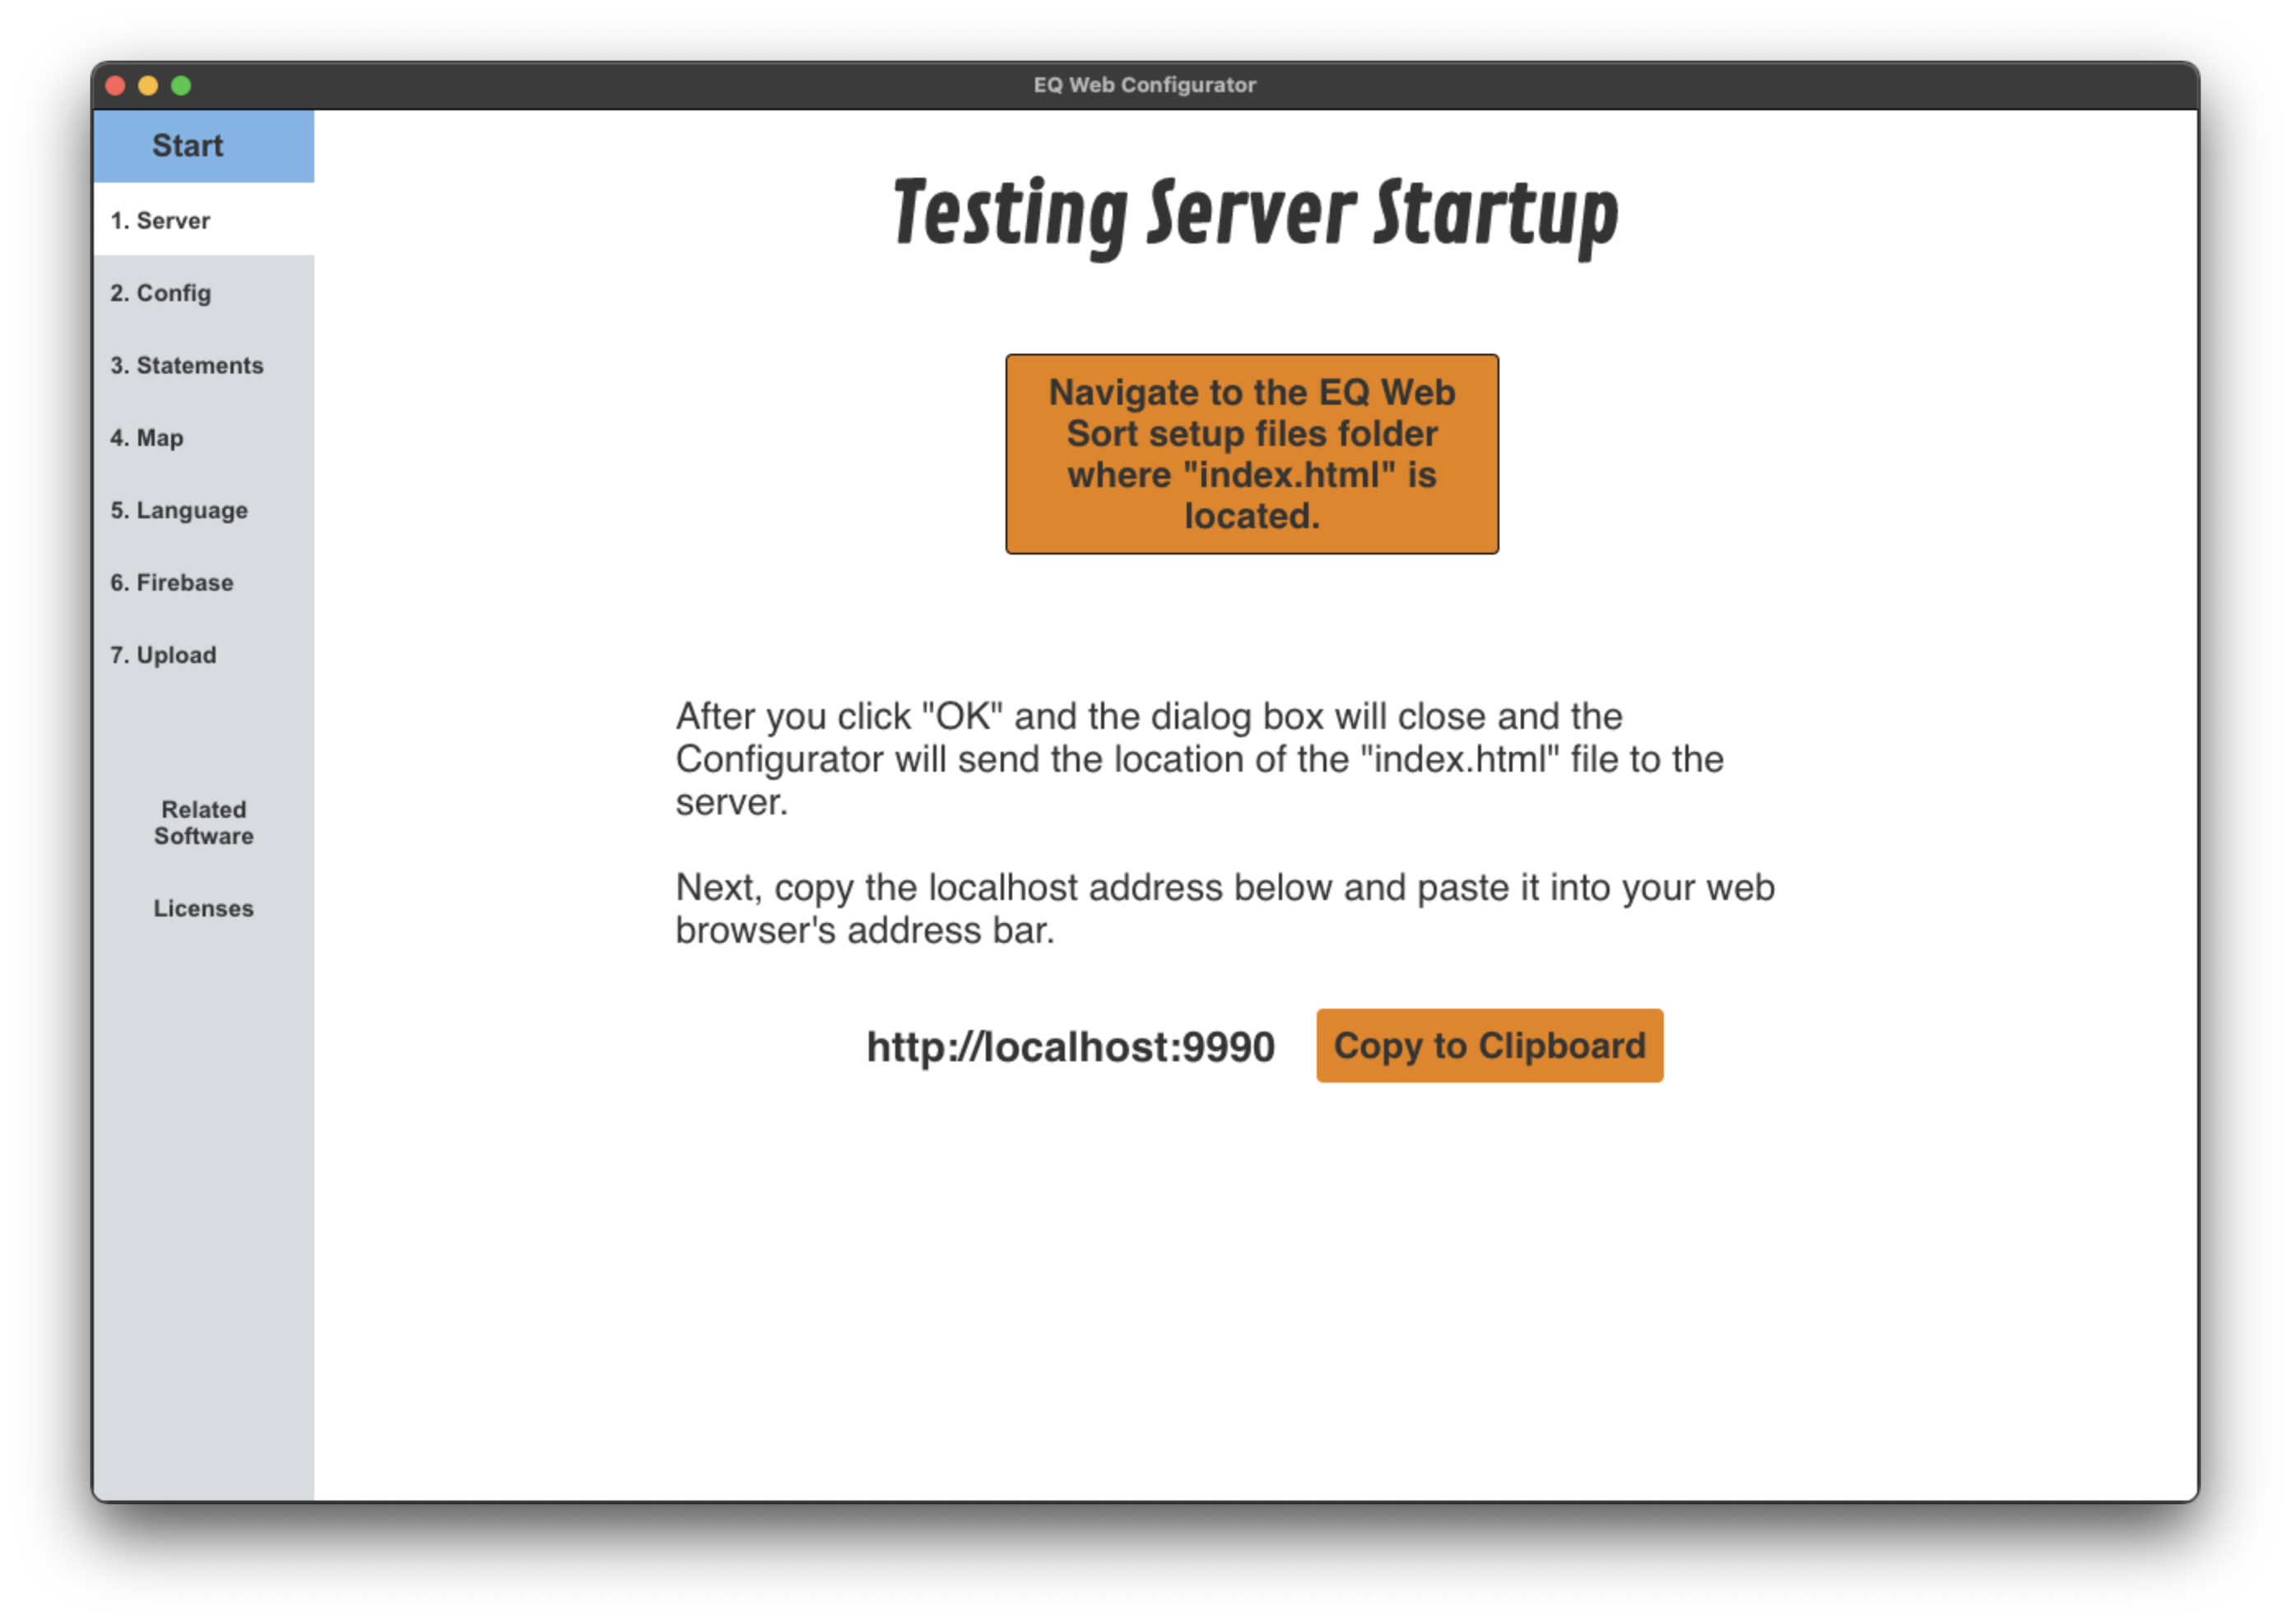 EQ Web Configurator
Start
1. Server
2. Config
3. Statements
4. Map
5. Language
6. Firebase
7. Upload
Related
Software
Licenses
Testing Server Startup
Navigate to the EQ Web
Sort setup files folder
where "index.html" is
located.
After you click "OK" and the dialog box will close and the
Configurator will send the location of the "index.html" file to the
server.
Next, copy the localhost address below and paste it into your web
browser's address bar.
http://localhost:9990
Copy to Clipboard